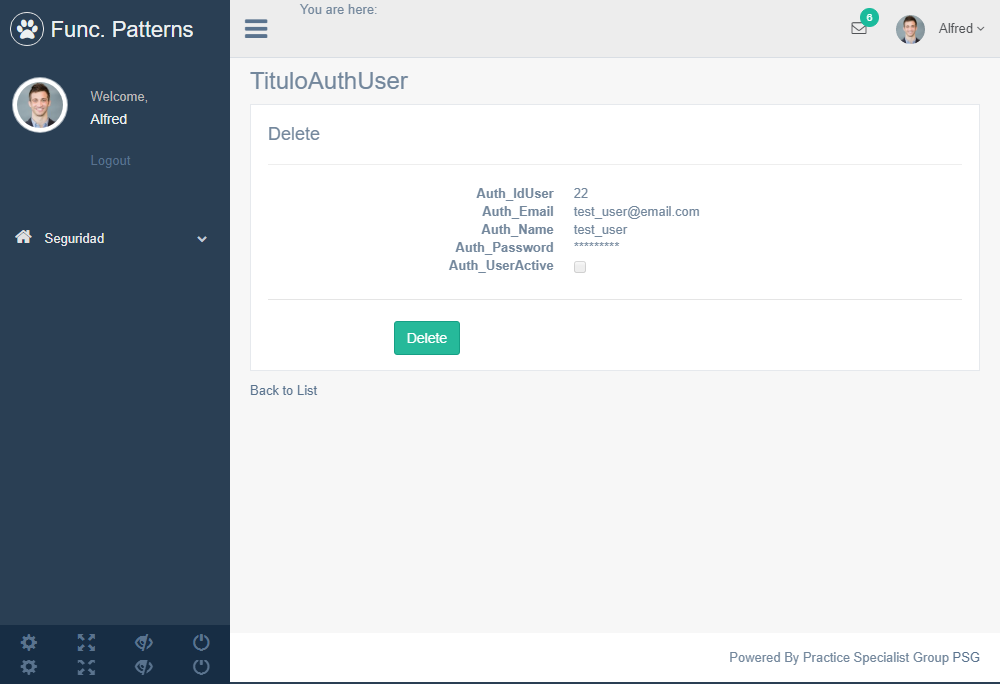 Func. Patterns
Welcome,
Alfred
Logout
Seguridad
You are here:
6
Alfred
TituloAuthUser
Delete
Auth_IdUser 22
Auth_Email test_user@email.com
Auth_Name test_user
Auth_Password *********
Auth_UserActive
Delete
Back to List
Powered By Practice Specialist Group PSG